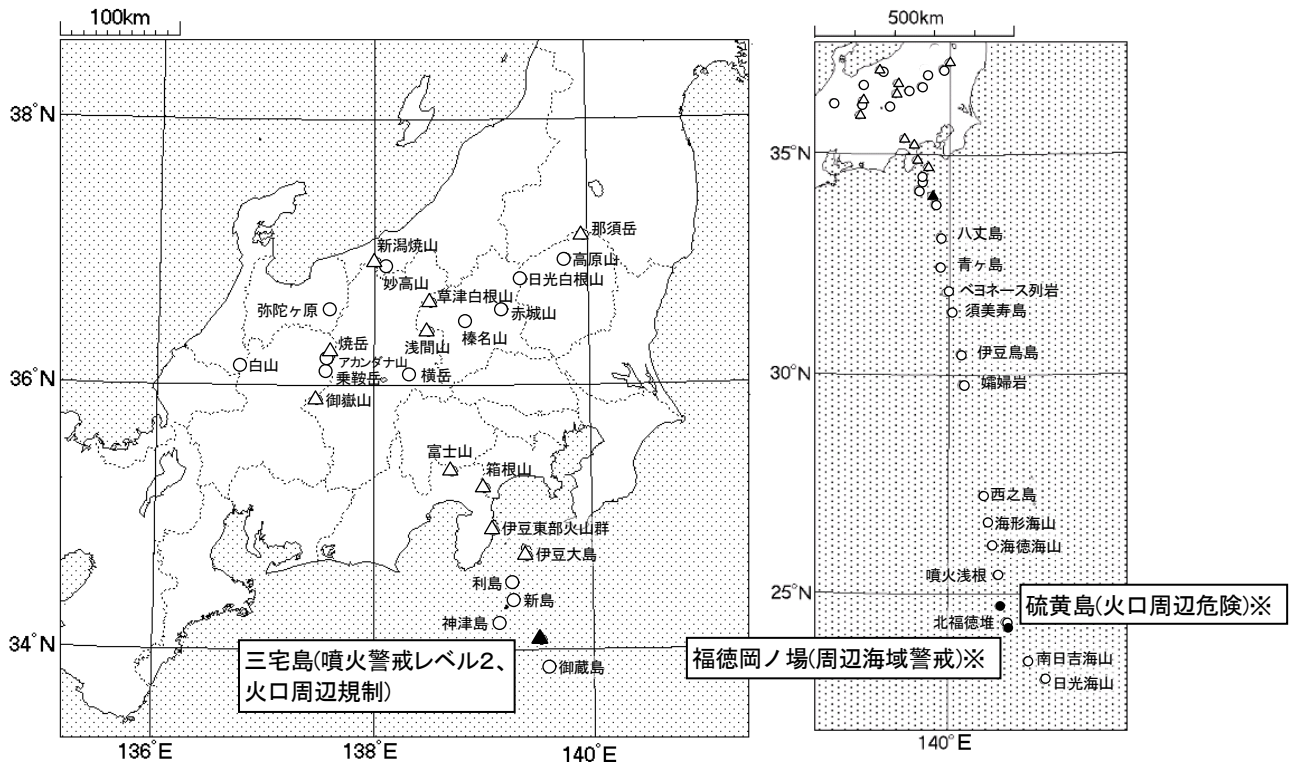 100km
38°N
36°N
34°N
136°E
138°E
140°E
那須岳
高原山
日光白根山
新潟焼山
妙高山
草津白根山
赤城山
弥陀ヶ原
榛名山
浅間山
焼岳
アカンダナ山
白山
乗鞍岳
横岳
御嶽山
富士山
箱根山
伊豆東部火山群
伊豆大島
利島
新島
神津島
三宅島(噴火警戒レベル2、
火口周辺規制)
御蔵島
500km
35°N
30°N
25°N
140°E
八丈島
青ヶ島
ベヨネース列岩
須美寿島
伊豆鳥島
孀婦岩
西之島
海形海山
海徳海山
噴火浅根
硫黄島(火口周辺危険)※
北福徳堆
福徳岡ノ場(周辺海域警戒)※
南日吉海山
日光海山